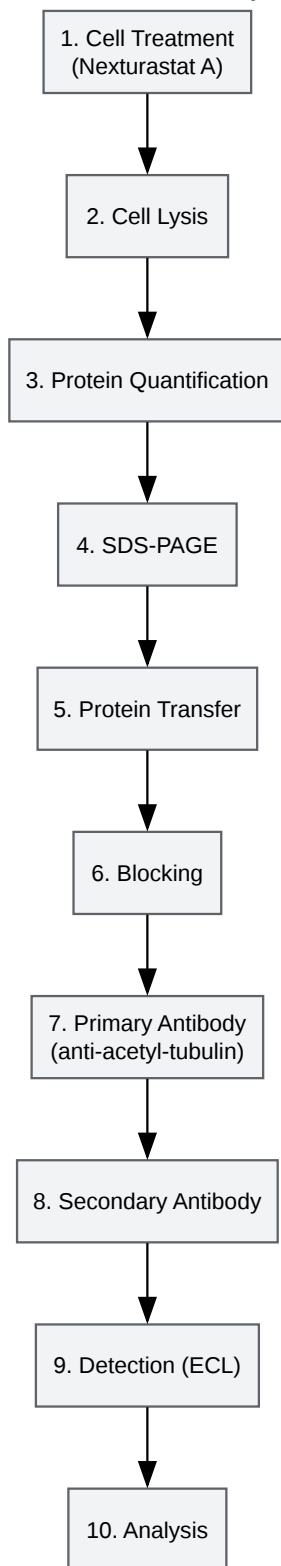 1. Cell Treatment
(Nexturastat A)
2. Cell Lysis
3. Protein Quantification
4. SDS-PAGE
5. Protein Transfer
6. Blocking
7. Primary Antibody
(anti-acetyl-tubulin)
8. Secondary Antibody
9. Detection (ECL)
10. Analysis